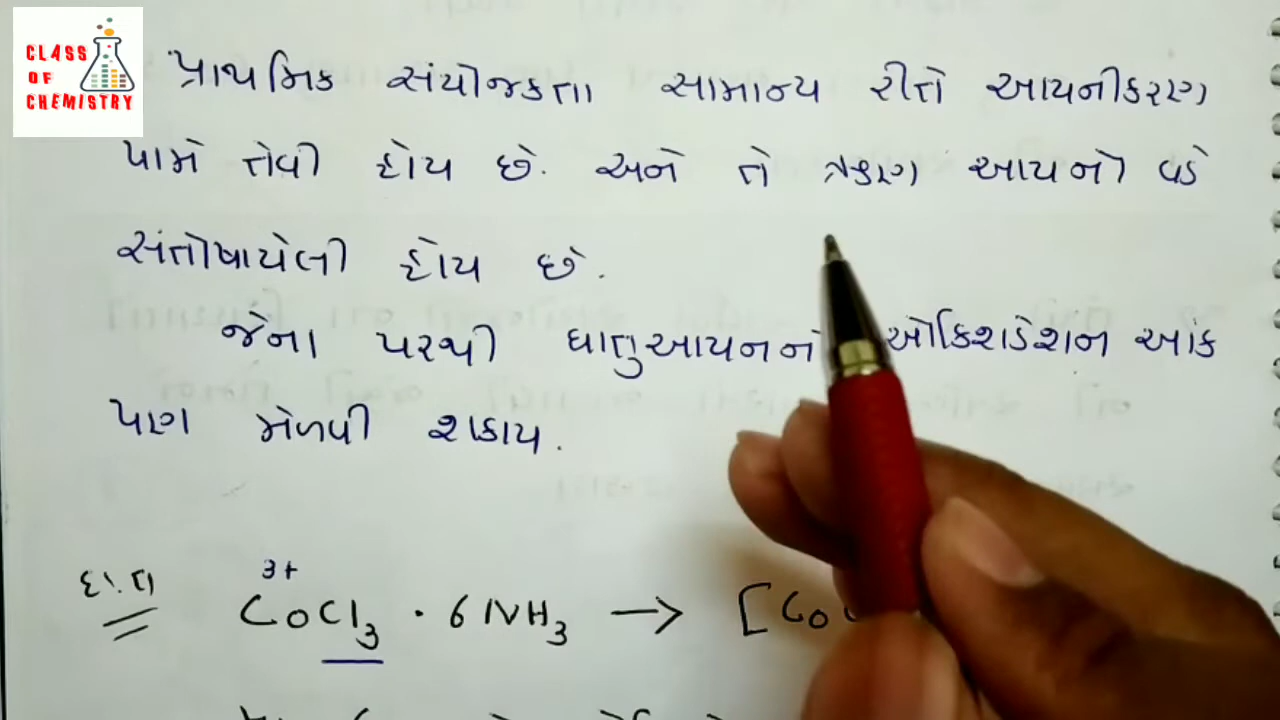 CLASS
OF
CHEMISTRY
પ્રાથમિક સંયોજકતા સામાન્ય રીતે આયનીકરણ
પામે તેવી હોય છે. અને તે ઋણ આયનો વડે
સંતોષાયેલી હોય છે.
જેના પરથી ધાતુઆયનન ઓકિશડેશન આંક
પણ મેળવી શકાય.
3+
દા.ત CoCl3 · 6NH3 → [Co